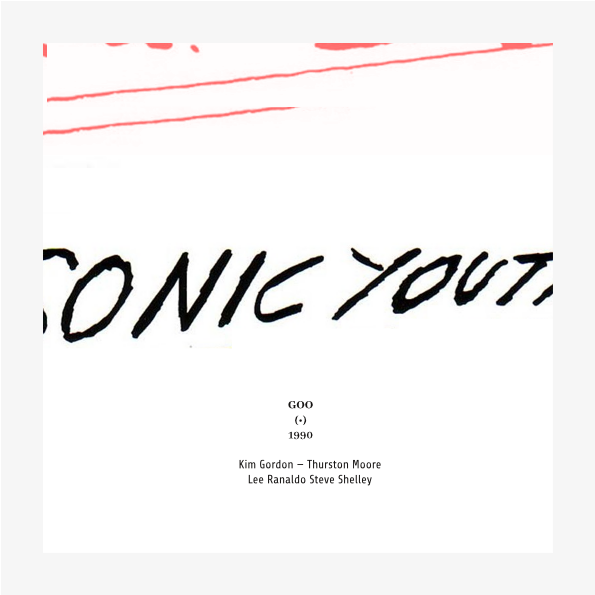 SONIC YOUTH
GOO
(•)
1990
Kim Gordon – Thurston Moore
Lee Ranaldo Steve Shelley